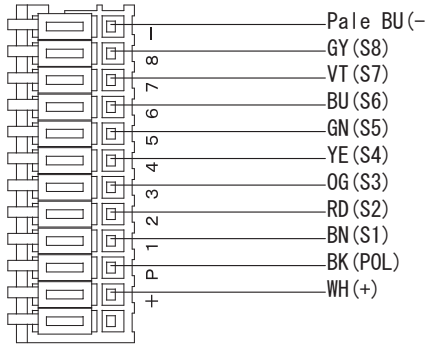 Pale BU(-
GY(S8)
VT(S7)
BU(S6)
GN(S5)
YE(S4)
OG(S3)
RD(S2)
BN(S1)
BK(POL)
WH(+)
–
8
7
6
5
4
3
2
1
P
+